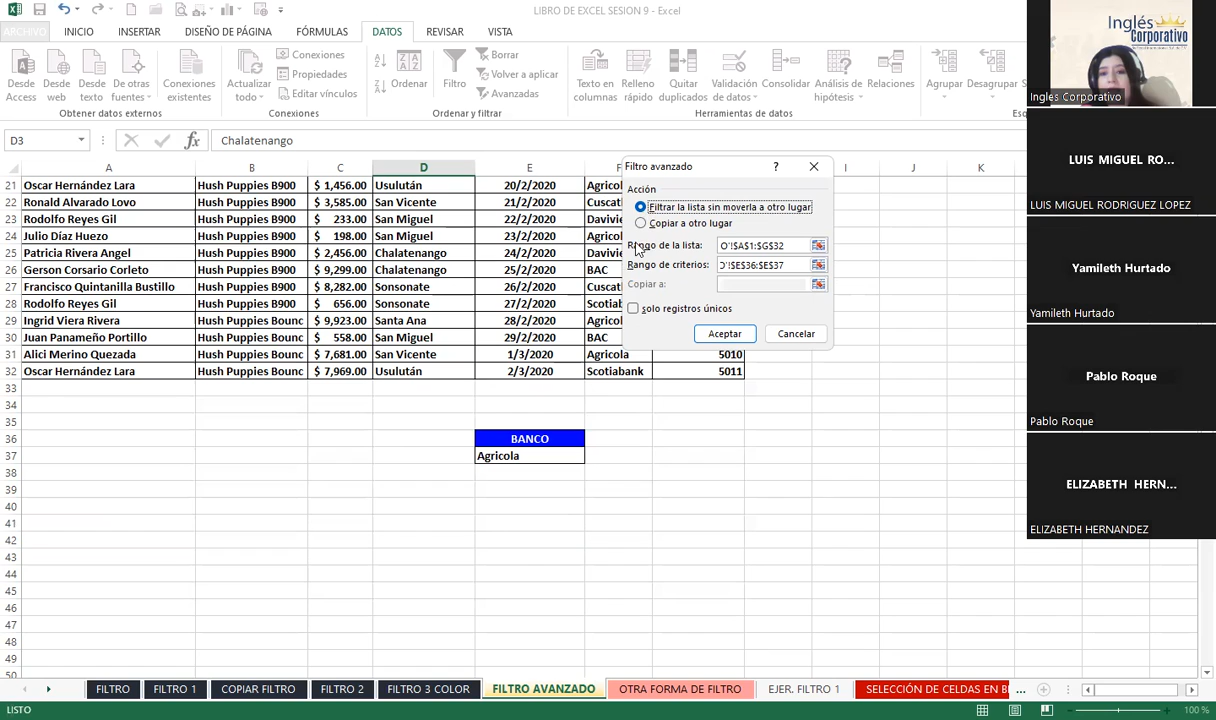 LIBRO DE EXCEL SESION 9 - Excel
ARCHIVO INICIO INSERTAR DISEÑO DE PÁGINA FÓRMULAS DATOS REVISAR VISTA
Desde Access
Desde web
Desde texto
De otras fuentes
Conexiones existentes
Obtener datos externos
Actualizar todo
Conexiones
Propiedades
Editar vínculos
Conexiones
Ordenar
Filtro
Borrar
Volver a aplicar
Avanzadas
Ordenar y filtrar
Texto en columnas
Relleno rápido
Quitar duplicados
Validación de datos
Consolidar
Análisis de hipótesis
Relaciones
Herramientas de datos
Agrupar
Desagrupar
D3 fx Chalatenango
A B C D E F I J K
21 Oscar Hernández Lara Hush Puppies B900 $ 1,456.00 Usulután 20/2/2020 Agrícol
22 Ronald Alvarado Lovo Hush Puppies B900 $ 3,585.00 San Vicente 21/2/2020 Cuscat
23 Rodolfo Reyes Gil Hush Puppies B900 $ 233.00 San Miguel 22/2/2020 Davivie
24 Julio Díaz Huezo Hush Puppies B900 $ 198.00 San Miguel 23/2/2020 Agríco
25 Patricia Rivera Angel Hush Puppies B900 $ 2,456.00 Chalatenango 24/2/2020 Davivie
26 Gerson Corsario Corleto Hush Puppies B900 $ 9,299.00 Chalatenango 25/2/2020 BAC
27 Francisco Quintanilla Bustillo Hush Puppies B900 $ 8,282.00 Sonsonate 26/2/2020 Cuscat
28 Rodolfo Reyes Gil Hush Puppies B900 $ 656.00 Sonsonate 27/2/2020 Scotiab
29 Ingrid Viera Rivera Hush Puppies Bounc $ 9,923.00 Santa Ana 28/2/2020 Agrico
30 Juan Panameño Portillo Hush Puppies Bounc $ 558.00 San Miguel 29/2/2020 BAC
31 Alici Merino Quezada Hush Puppies Bounc $ 7,681.00 San Vicente 1/3/2020 Agricola 5010
32 Oscar Hernández Lara Hush Puppies Bounc $ 7,969.00 Usulután 2/3/2020 Scotiabank 5011
33
34
35
36 BANCO
37 Agricola
38
39
40
41
42
43
44
45
46
47
48
49
50
Filtro avanzado ? ×
Acción
Filtrar la lista sin moverla a otro lugar
Copiar a otro lugar
Rango de la lista: O'!$A$1:$G$32
Rango de criterios: O'!$E$36:$E$37
Copiar a:
solo registros únicos
Aceptar Cancelar
Inglés Corporativo
Ingles Corporativo
LUIS MIGUEL RO...
LUIS MIGUEL RODRIGUEZ LOPEZ
Yamileth Hurtado
Yamileth Hurtado
Pablo Roque
Pablo Roque
ELIZABETH HERN...
ELIZABETH HERNANDEZ
FILTRO FILTRO 1 COPIAR FILTRO FILTRO 2 FILTRO 3 COLOR FILTRO AVANZADO OTRA FORMA DE FILTRO EJER. FILTRO 1 SELECCIÓN DE CELDAS EN B ...
LISTO 100 %